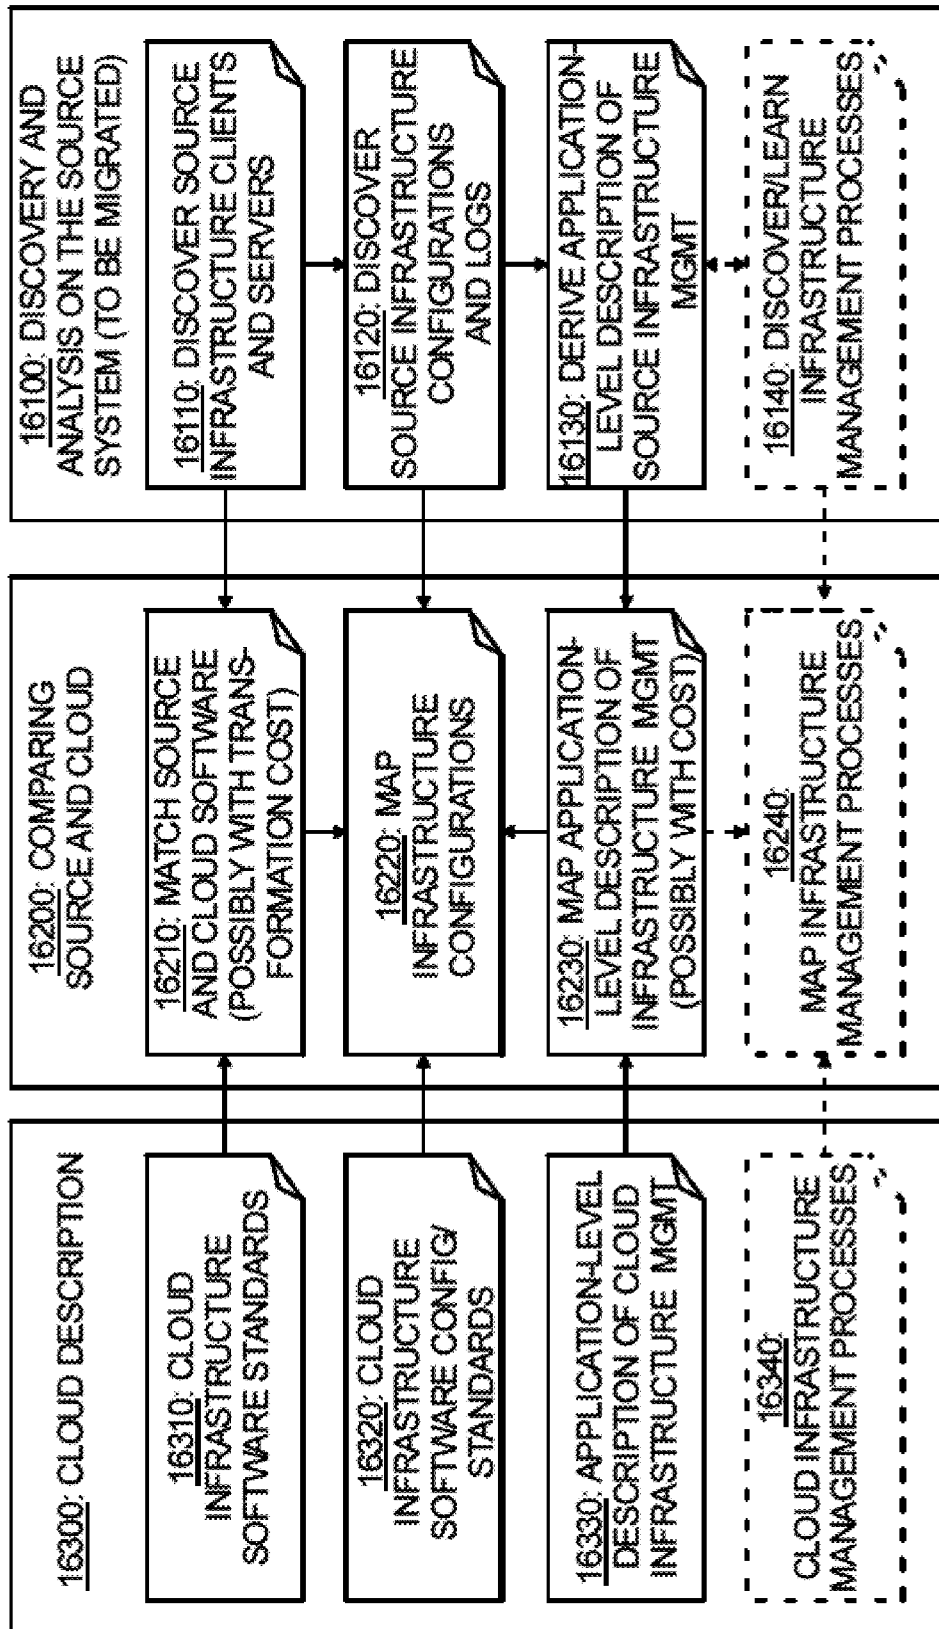 16300: CLOUD DESCRIPTION
16310: CLOUD
INFRASTRUCTURE
SOFTWARE STANDARDS
16320: CLOUD
INFRASTRUCTURE
SOFTWARE CONFIG/
STANDARDS
16330: APPLICATION-LEVEL
DESCRIPTION OF CLOUD
INFRASTRUCTURE MGMT
16340:
CLOUD INFRASTRUCTURE
MANAGEMENT PROCESSES
16200: COMPARING
SOURCE AND CLOUD
16210: MATCH SOURCE
AND CLOUD SOFTWARE
(POSSIBLY WITH TRANS-
FORMATION COST)
16220: MAP
INFRASTRUCTURE
CONFIGURATIONS
16230: MAP APPLICATION-
LEVEL DESCRIPTION OF
INFRASTRUCTURE MGMT
(POSSIBLY WITH COST)
16240:
MAP INFRASTRUCTURE
MANAGEMENT PROCESSES
16100: DISCOVERY AND
ANALYSIS ON THE SOURCE
SYSTEM (TO BE MIGRATED)
16110: DISCOVER SOURCE
INFRASTRUCTURE CLIENTS
AND SERVERS
16120: DISCOVER
SOURCE INFRASTRUCTURE
CONFIGURATIONS
AND LOGS
16130: DERIVE APPLICATION-
LEVEL DESCRIPTION OF
SOURCE INFRASTRUCTURE
MGMT
16140: DISCOVER/LEARN
INFRASTRUCTURE
MANAGEMENT PROCESSES